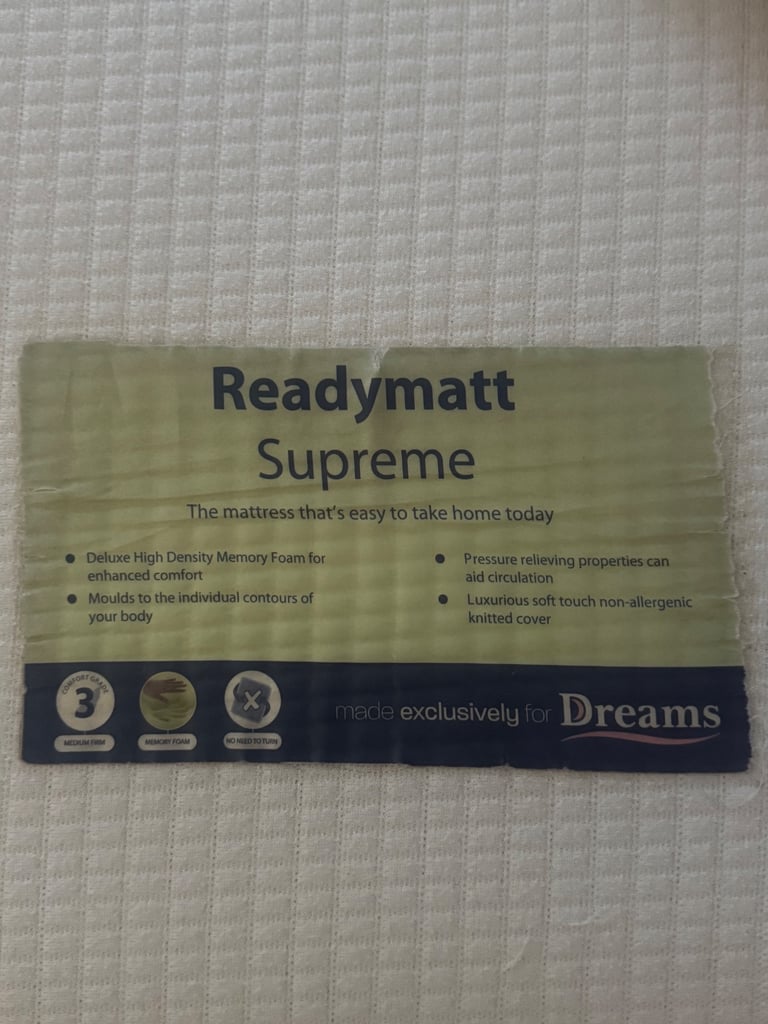 Readymatt
Supreme
The mattress that's easy to take home today
● Deluxe High Density Memory Foam for
enhanced comfort
● Moulds to the individual contours of
your body
● Pressure relieving properties can
aid circulation
● Luxurious soft touch non-allergenic
knitted cover
COMFORT GRADE
3
MEDIUM FIRM
MEMORY FOAM
NO NEED TO TURN
made exclusively for Dreams